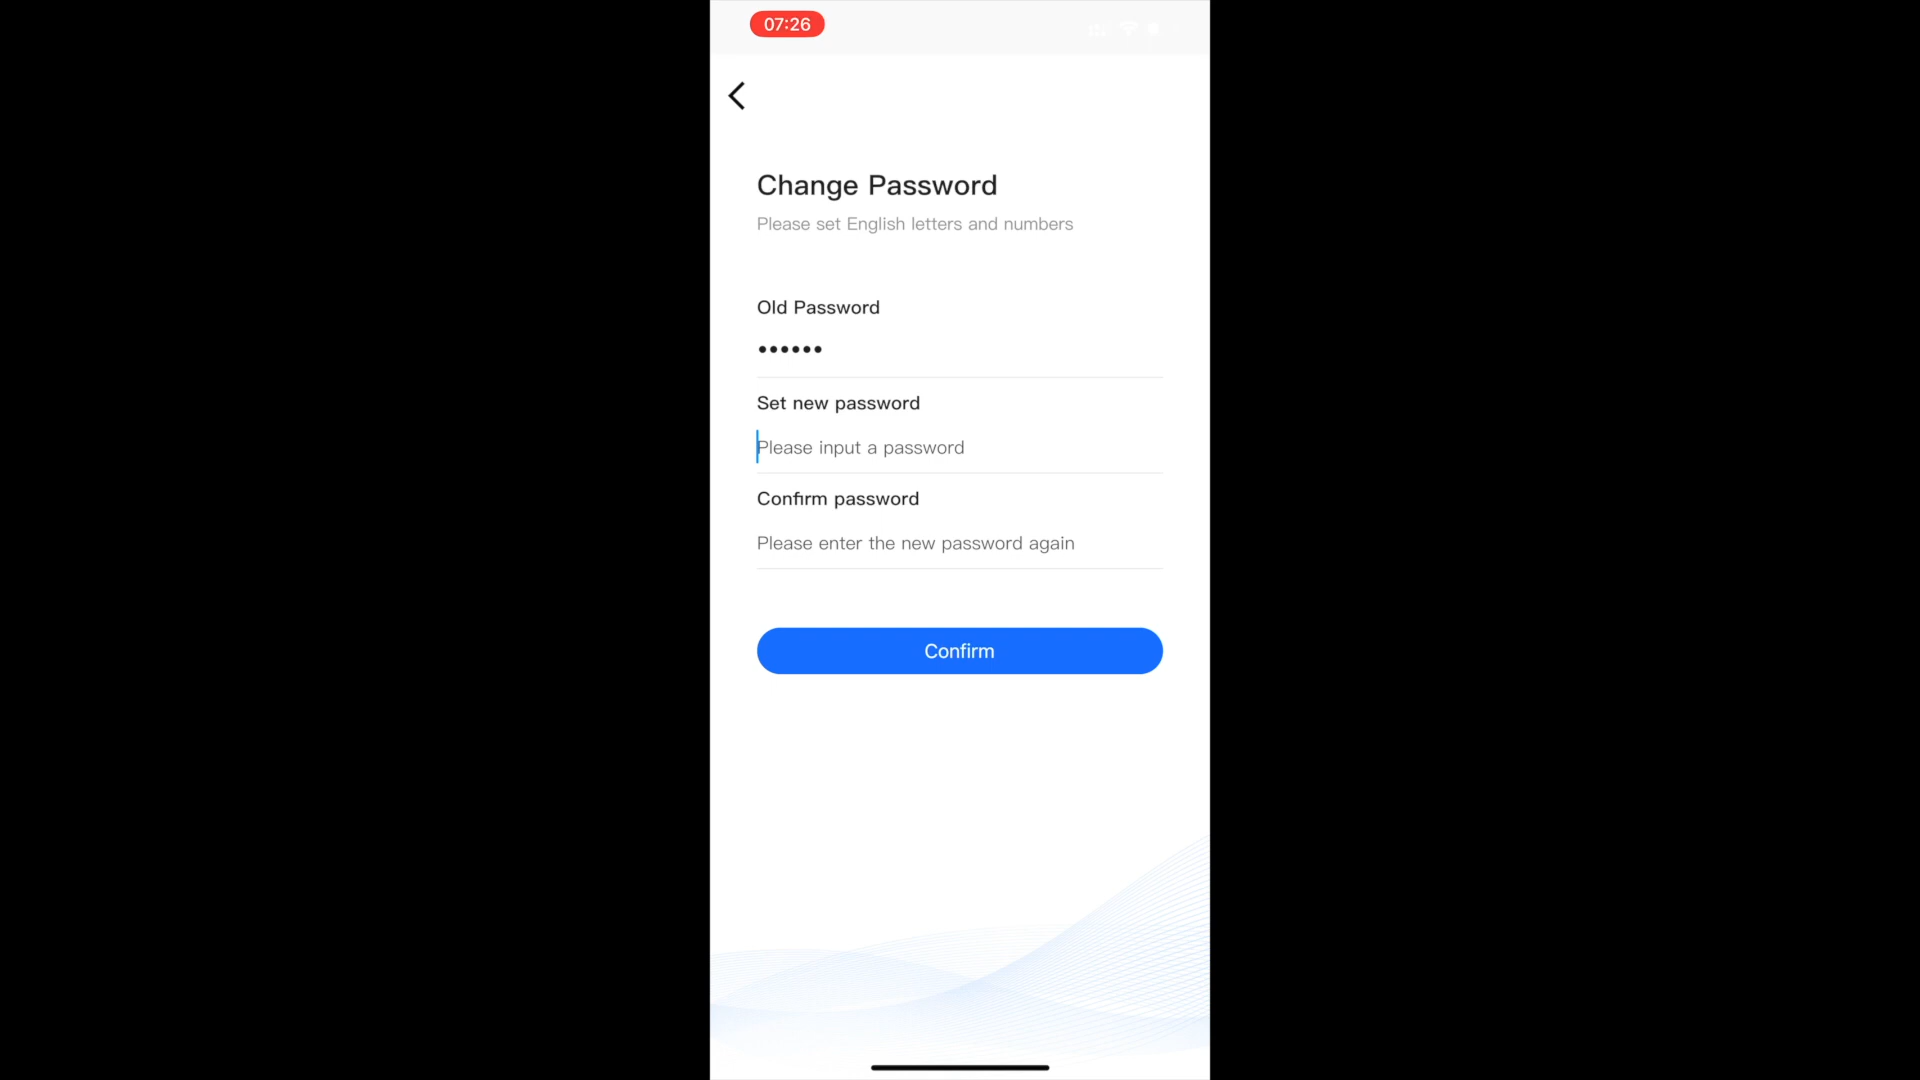 07:26
Change Password
Please set English letters and numbers
Old Password
••••••
Set new password
Please input a password
Confirm password
Please enter the new password again
Confirm